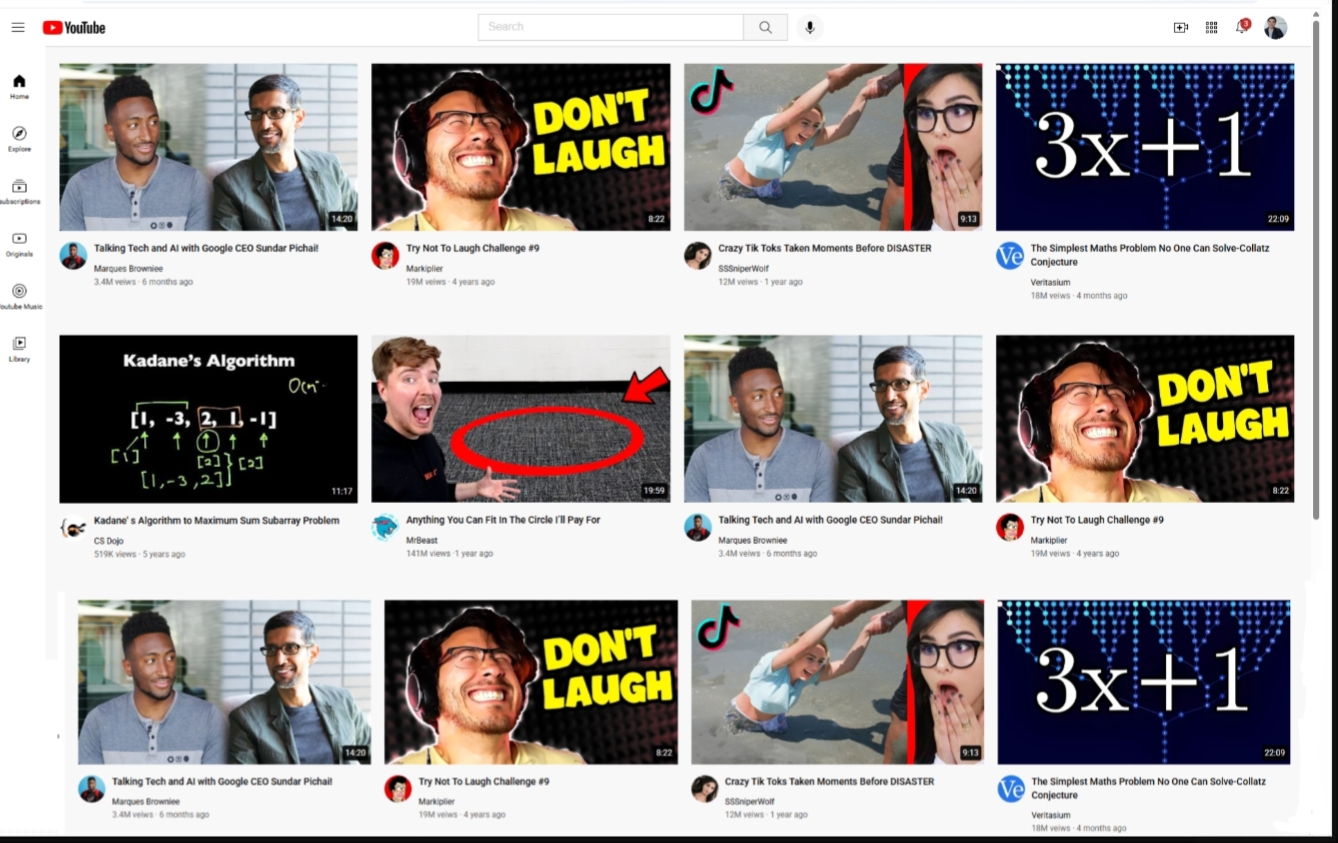 YouTube
Search
3
Home
Explore
subscriptions
Originals
outube Music
Library
DON'T
LAUGH
3x+1
14:20
8:22
9:13
22:09
Talking Tech and AI with Google CEO Sundar Pichai!
Marques Browniee
3.4M veiws · 6 months ago
Try Not To Laugh Challenge #9
Markiplier
19M veiws · 4 years ago
Crazy Tik Toks Taken Moments Before DISASTER
SSSniperWolf
12M veiws · 1 year ago
Ve
The Simplest Maths Problem No One Can Solve-Collatz
Conjecture
Veritasium
18M veiws · 4 months ago
Kadane's Algorithm
[1, -3, 2, 1, -1]
[1]
[2]
[2]
[1,-3,2]
11:17
19:59
14:20
DON'T
LAUGH
8:22
Kadane' s Algorithm to Maximum Sum Subarray Problem
CS Dojo
519K views · 5 years ago
Anything You Can Fit In The Circle I'll Pay For
MrBeast
141M veiws · 1 year ago
Talking Tech and AI with Google CEO Sundar Pichai!
Marques Browniee
3.4M veiws · 6 months ago
Try Not To Laugh Challenge #9
Markiplier
19M veiws · 4 years ago
DON'T
LAUGH
3x+1
14:20
8:22
9:13
22:09
Talking Tech and AI with Google CEO Sundar Pichai!
Marques Browniee
3.4M veiws · 6 months ago
Try Not To Laugh Challenge #9
Markiplier
19M veiws · 4 years ago
Crazy Tik Toks Taken Moments Before DISASTER
SSSniperWolf
12M veiws · 1 year ago
Ve
The Simplest Maths Problem No One Can Solve-Collatz
Conjecture
Veritasium
18M veiws · 4 months ago